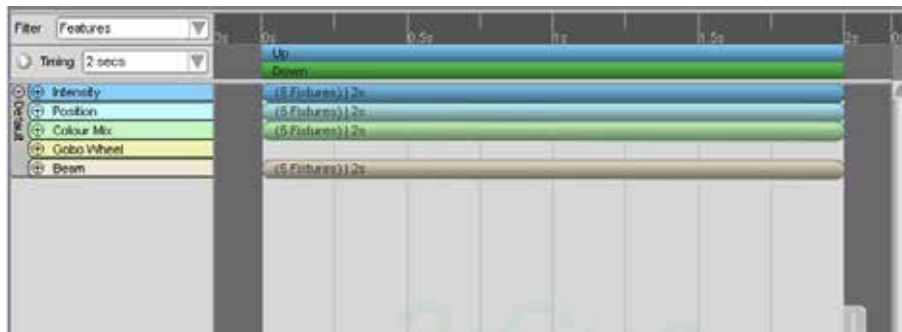 Filter Features
0s 0.5s 1s 1.5s 2s
Timing 2 secs
Up
Down
Default
Intensity (5 Fixtures) | 2s
Position (5 Fixtures) | 2s
Colour Mix (5 Fixtures) | 2s
Gobo Wheel
Beam (5 Fixtures) | 2s